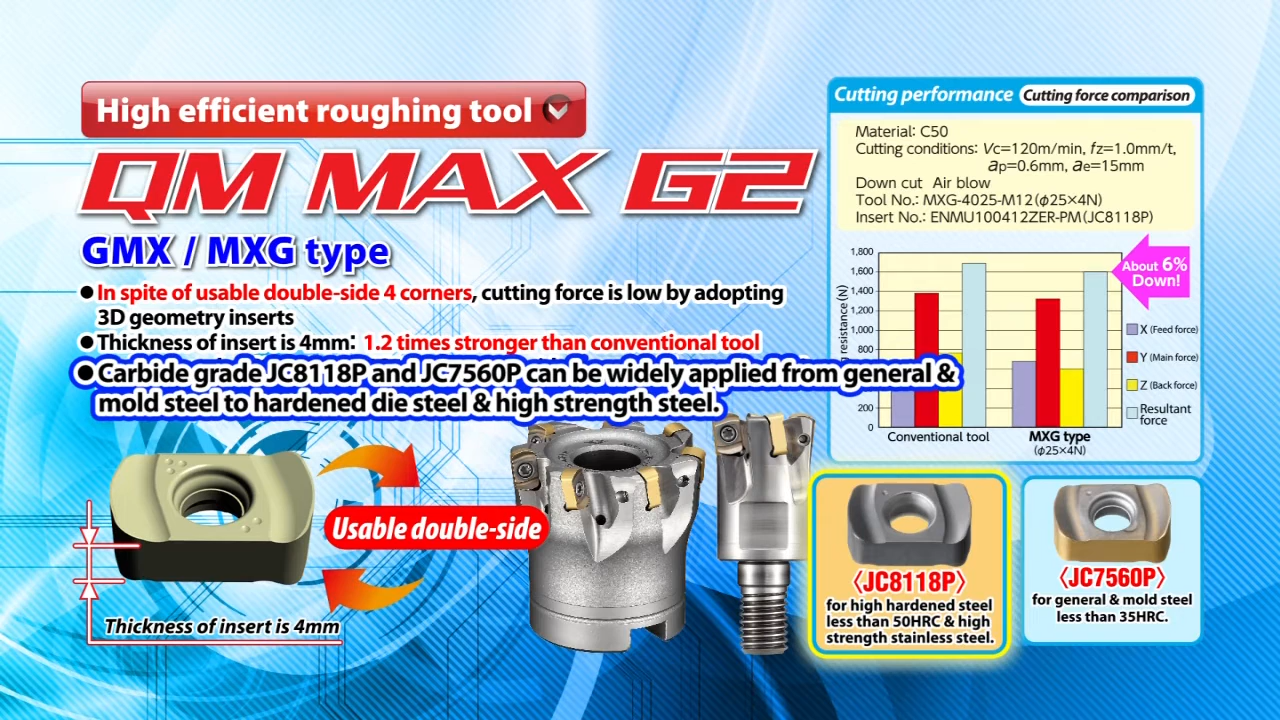 High efficient roughing tool
QM MAX G2
GMX / MXG type
●In spite of usable double-side 4 corners, cutting force is low by adopting
3D geometry inserts
●Thickness of insert is 4mm: 1.2 times stronger than conventional tool
●Carbide grade JC8118P and JC7560P can be widely applied from general &
mold steel to hardened die steel & high strength steel.
Usable double-side
Thickness of insert is 4mm
Cutting performance Cutting force comparison
Material: C50
Cutting conditions: Vc=120m/min, fz=1.0mm/t,
ap=0.6mm, ae=15mm
Down cut Air blow
Tool No.: MXG-4025-M12(φ25×4N)
Insert No.: ENMU100412ZER-PM(JC8118P)
1,800
1,600
1,400
1,200
1,000
800
200
0
resistance (N)
About 6%
Down!
X (Feed force)
Y (Main force)
Z (Back force)
Resultant
force
Conventional tool
MXG type
(φ25×4N)
〈JC8118P〉
for high hardened steel
less than 50HRC & high
strength stainless steel.
〈JC7560P〉
for general & mold steel
less than 35HRC.